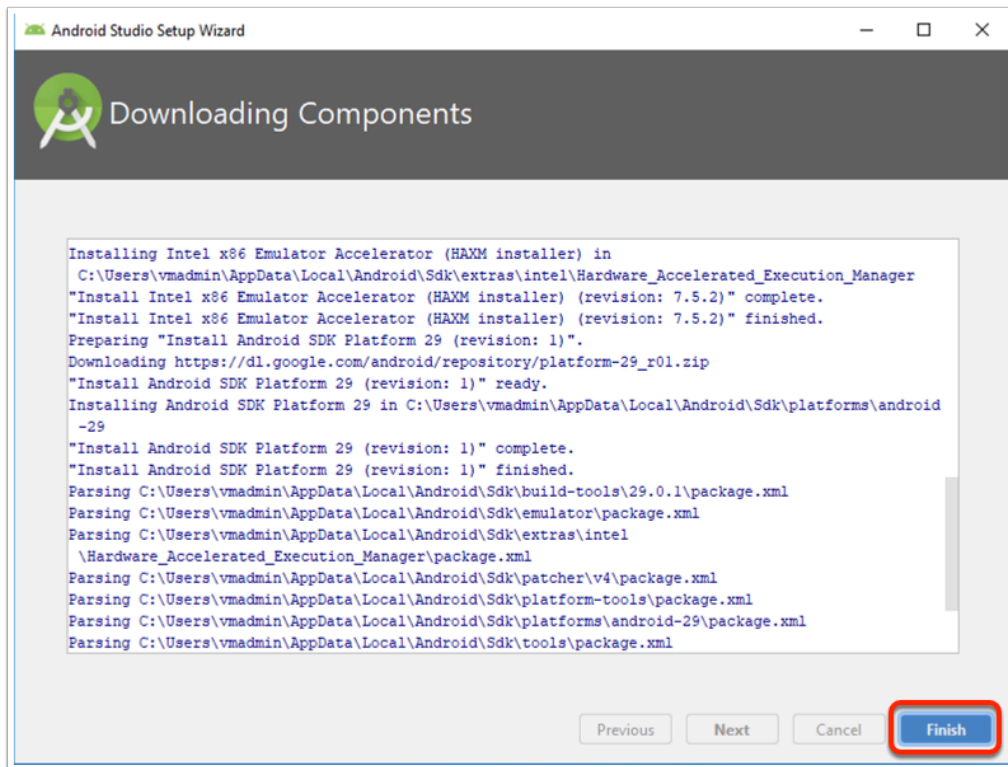 Android Studio Setup Wizard
Downloading Components
Installing Intel x86 Emulator Accelerator (HAXM installer) in
C:\Users\vmadmin\AppData\Local\Android\Sdk\extras\intel\Hardware_Accelerated_Execution_Manager
"Install Intel x86 Emulator Accelerator (HAXM installer) (revision: 7.5.2)" complete.
"Install Intel x86 Emulator Accelerator (HAXM installer) (revision: 7.5.2)" finished.
Preparing "Install Android SDK Platform 29 (revision: 1)".
Downloading https://dl.google.com/android/repository/platform-29_r01.zip
"Install Android SDK Platform 29 (revision: 1)" ready.
Installing Android SDK Platform 29 in C:\Users\vmadmin\AppData\Local\Android\Sdk\platforms\android
-29
"Install Android SDK Platform 29 (revision: 1)" complete.
"Install Android SDK Platform 29 (revision: 1)" finished.
Parsing C:\Users\vmadmin\AppData\Local\Android\Sdk\build-tools\29.0.1\package.xml
Parsing C:\Users\vmadmin\AppData\Local\Android\Sdk\emulator\package.xml
Parsing C:\Users\vmadmin\AppData\Local\Android\Sdk\extras\intel
\Hardware_Accelerated_Execution_Manager\package.xml
Parsing C:\Users\vmadmin\AppData\Local\Android\Sdk\patcher\v4\package.xml
Parsing C:\Users\vmadmin\AppData\Local\Android\Sdk\platform-tools\package.xml
Parsing C:\Users\vmadmin\AppData\Local\Android\Sdk\platforms\android-29\package.xml
Parsing C:\Users\vmadmin\AppData\Local\Android\Sdk\tools\package.xml
Previous Next Cancel Finish